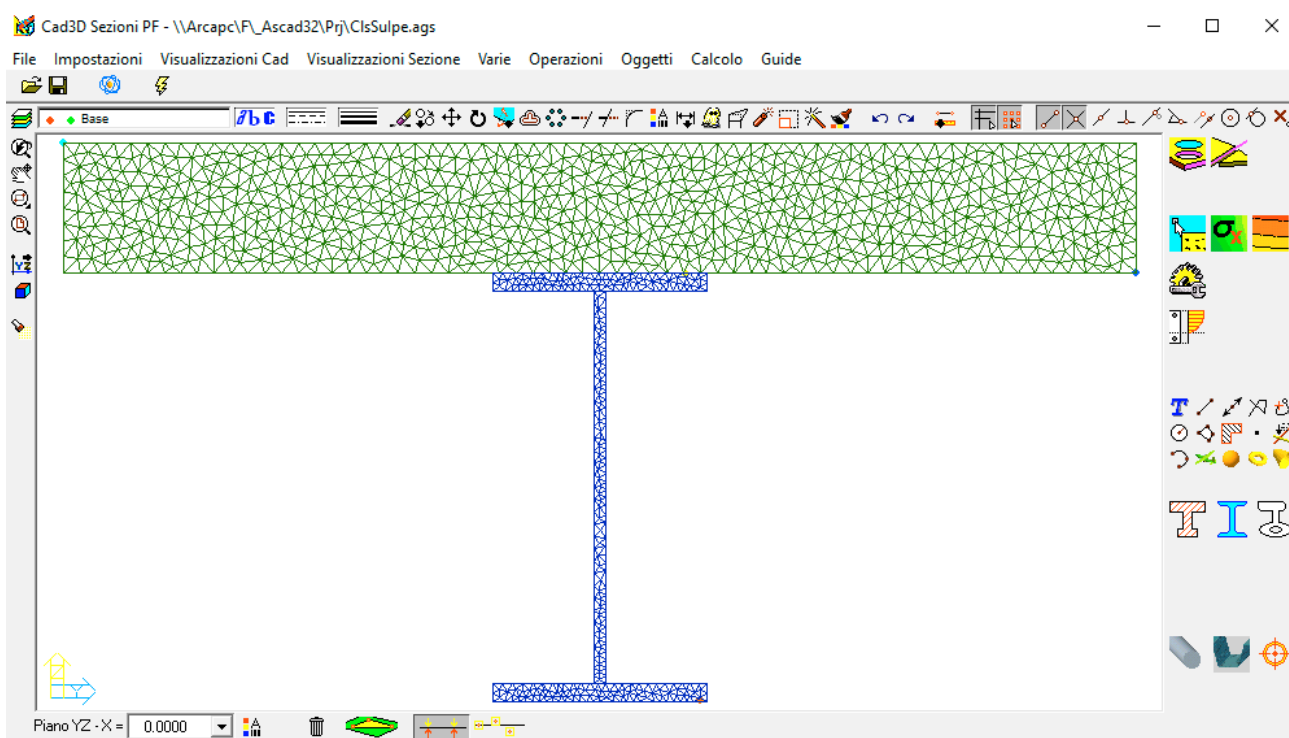 Cad3D Sezioni PF - \\Arcapc\F\_Ascad32\Prj\ClsSulpe.ags
File Impostazioni Visualizzazioni Cad Visualizzazioni Sezione Varie Operazioni Oggetti Calcolo Guide
Base
Piano YZ - X = 0.0000